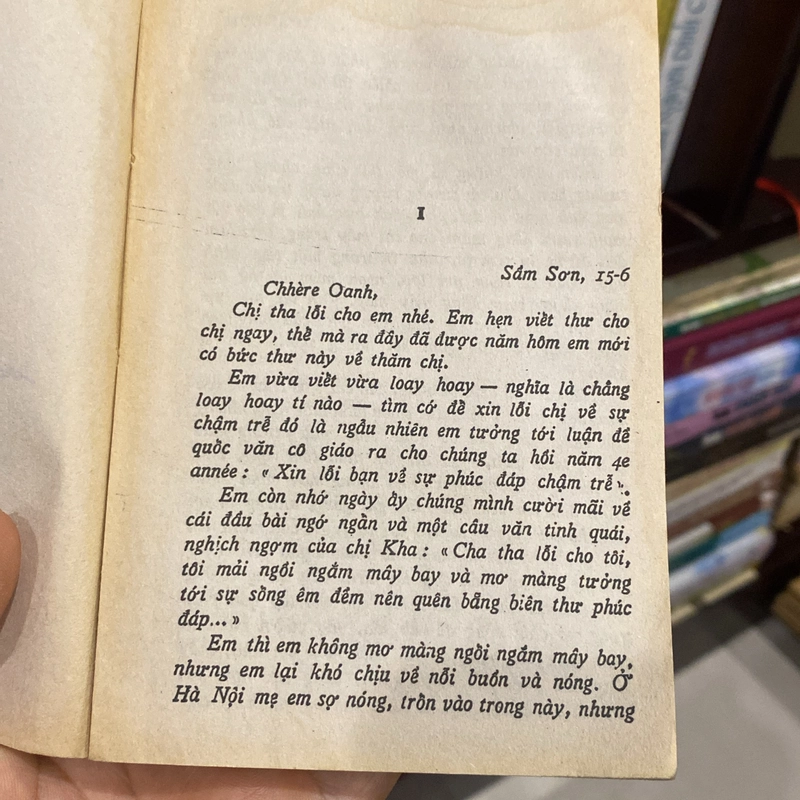 I
Sầm Sơn, 15-6
Chhère Oanh,
Chị tha lỗi cho em nhé. Em hẹn viết thư cho
chị ngay, thế mà ra đây đã được năm hôm em mới
có bức thư này về thăm chị.
Em vừa viết vừa loay hoay — nghĩa là chẳng
loay hoay tí nào — tìm cớ để xin lỗi chị về sự
chậm trễ đó là ngẫu nhiên em tưởng tới luận đề
quốc văn cô giáo ra cho chúng ta hồi năm 4e
année : « Xin lỗi bạn về sự phúc đáp chậm trễ ».
Em còn nhớ ngày ấy chúng mình cười mãi về
cái đầu bài ngớ ngẩn và một câu văn tinh quái,
nghịch ngợm của chị Kha : « Cha tha lỗi cho tôi,
tôi mải ngồi ngắm mây bay và mơ màng tưởng
tới sự sống êm đềm nên quên bẵng biên thư phúc
đáp... »
Em thì em không mơ màng ngồi ngắm mây bay,
nhưng em lại khó chịu về nỗi buồn và nóng. Ở
Hà Nội mẹ em sợ nóng, trốn vào trong này, nhưng